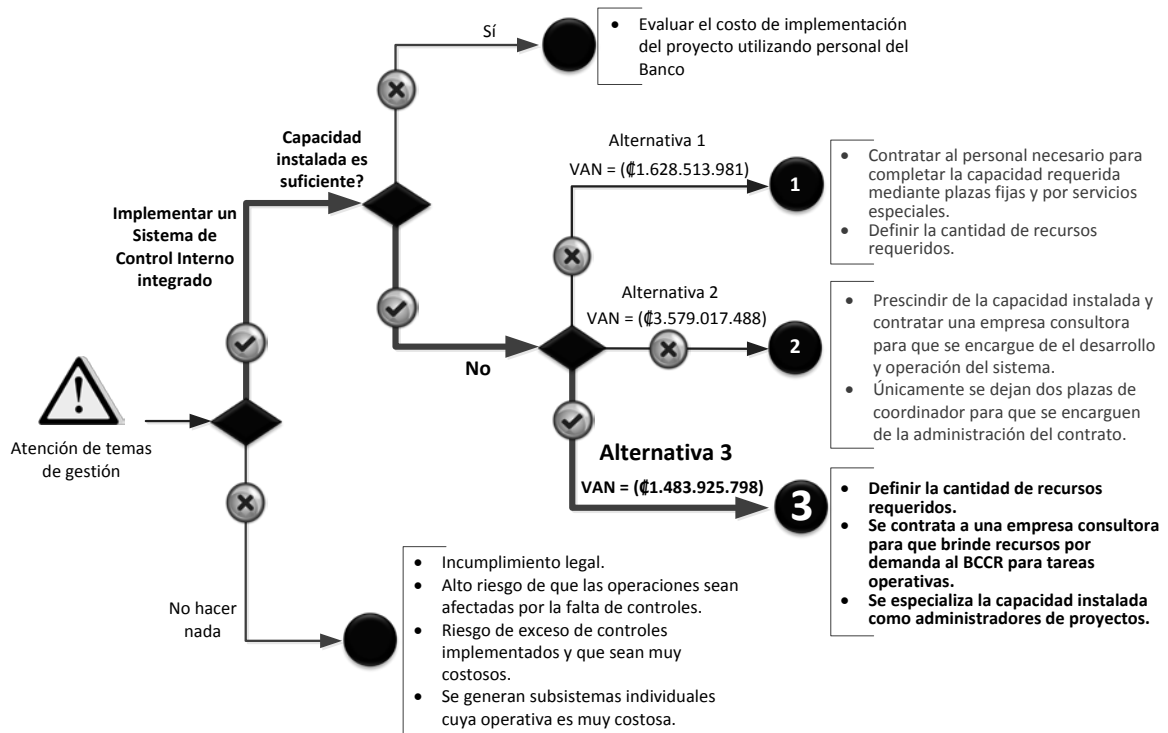 Sí
• Evaluar el costo de implementación
del proyecto utilizando personal del
Banco
Capacidad
instalada es
suficiente?
Alternativa 1
VAN = (₡1.628.513.981)
1
• Contratar al personal necesario para
completar la capacidad requerida
mediante plazas fijas y por servicios
especiales.
• Definir la cantidad de recursos
requeridos.
Implementar un
Sistema de
Control Interno
integrado
Alternativa 2
VAN = (₡3.579.017.488)
2
• Prescindir de la capacidad instalada y
contratar una empresa consultora
para que se encargue de el desarrollo
y operación del sistema.
• Únicamente se dejan dos plazas de
coordinador para que se encarguen
de la administración del contrato.
No
Atención de temas
de gestión
Alternativa 3
VAN = (₡1.483.925.798)
3
• Definir la cantidad de recursos
requeridos.
• Se contrata a una empresa consultora
para que brinde recursos por
demanda al BCCR para tareas
operativas.
• Se especializa la capacidad instalada
como administradores de proyectos.
No hacer
nada
• Incumplimiento legal.
• Alto riesgo de que las operaciones sean
afectadas por la falta de controles.
• Riesgo de exceso de controles
implementados y que sean muy
costosos.
• Se generan subsistemas individuales
cuya operativa es muy costosa.